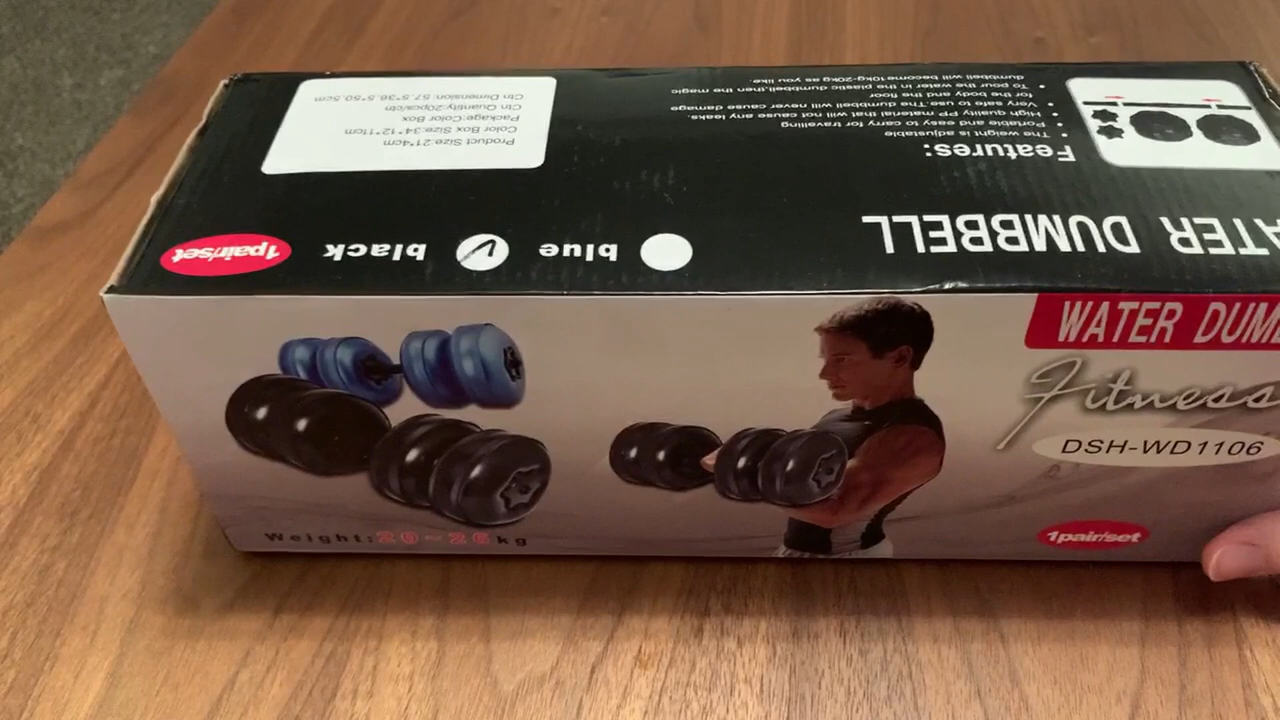 WATER DUM
Fitness
DSH-WD1106
1pair/set
Weight:20~26kg
ATER DUMBBELL
blue
black
1pair/set
Features:
The weight is adjustable
Portable and easy to carry for travelling
High quality PP material that will not cause any leaks.
Very safe to use.The dumbbell will never cause damage
for the body and the floor
To pour the water in the plastic dumbbell,then the magic
dumbbell will become10kg-20kg as you like.
Product Size:21*4cm
Color Box Size:34*12*11cm
Package:Color Box
Ctn Quantity:20pcs/ctn
Ctn Dimension: 57.5*36.5*50.5cm